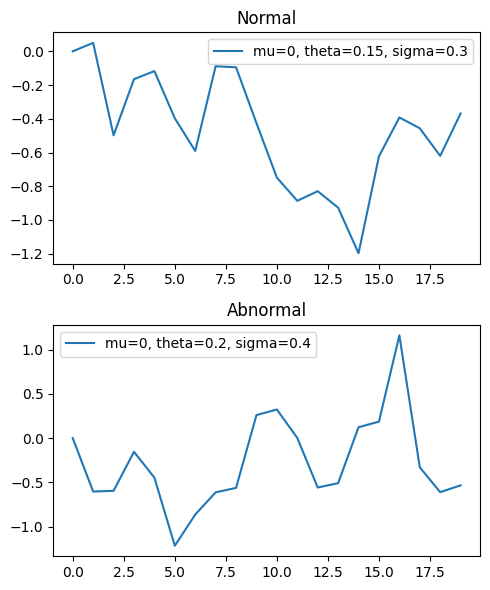 Normal
mu=0, theta=0.15, sigma=0.3
0.0
−0.2
−0.4
−0.6
−0.8
−1.0
−1.2
0.0 2.5 5.0 7.5 10.0 12.5 15.0 17.5
Abnormal
mu=0, theta=0.2, sigma=0.4
1.0
0.5
0.0
−0.5
−1.0
0.0 2.5 5.0 7.5 10.0 12.5 15.0 17.5